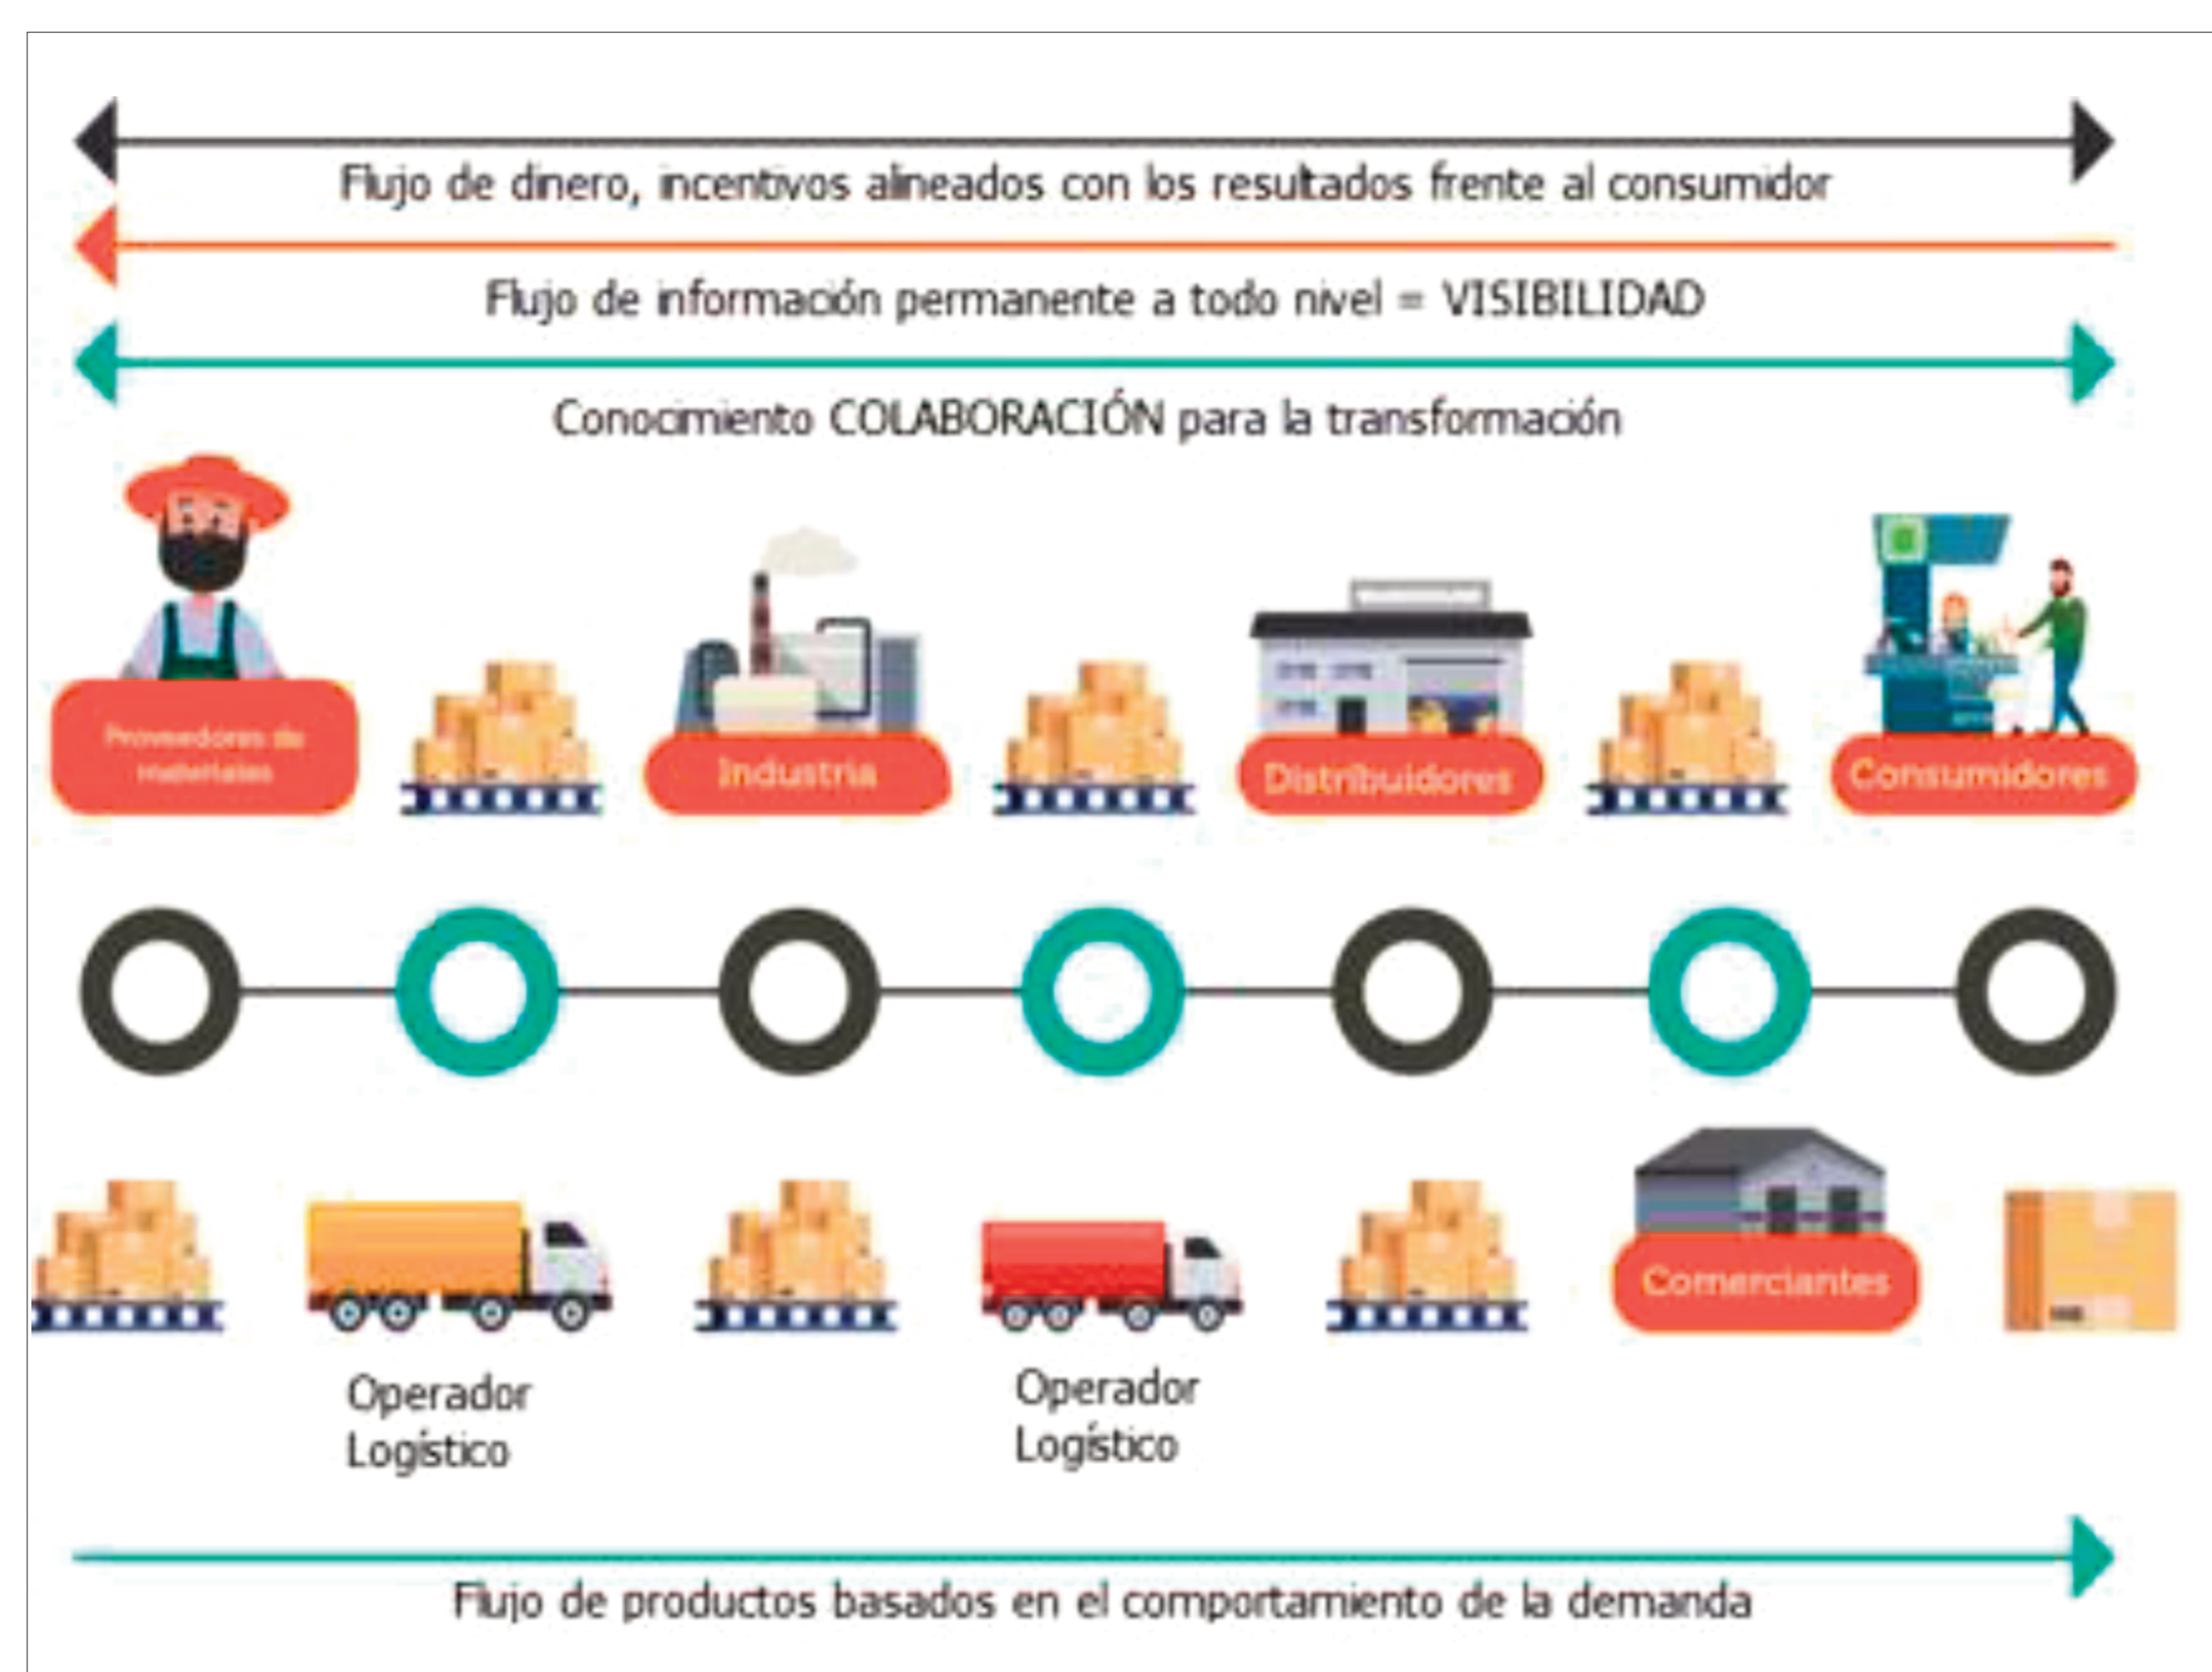 Flujo de dinero, incentivos alineados con los resultados frente al consumidor
Flujo de información permanente a todo nivel = VISIBILIDAD
Conocimiento COLABORACIÓN para la transformación
Proveedores de
materiales
Industria
Distribuidores
Consumidores
Comerciantes
Operador
Logístico
Operador
Logístico
Flujo de productos basados en el comportamiento de la demanda